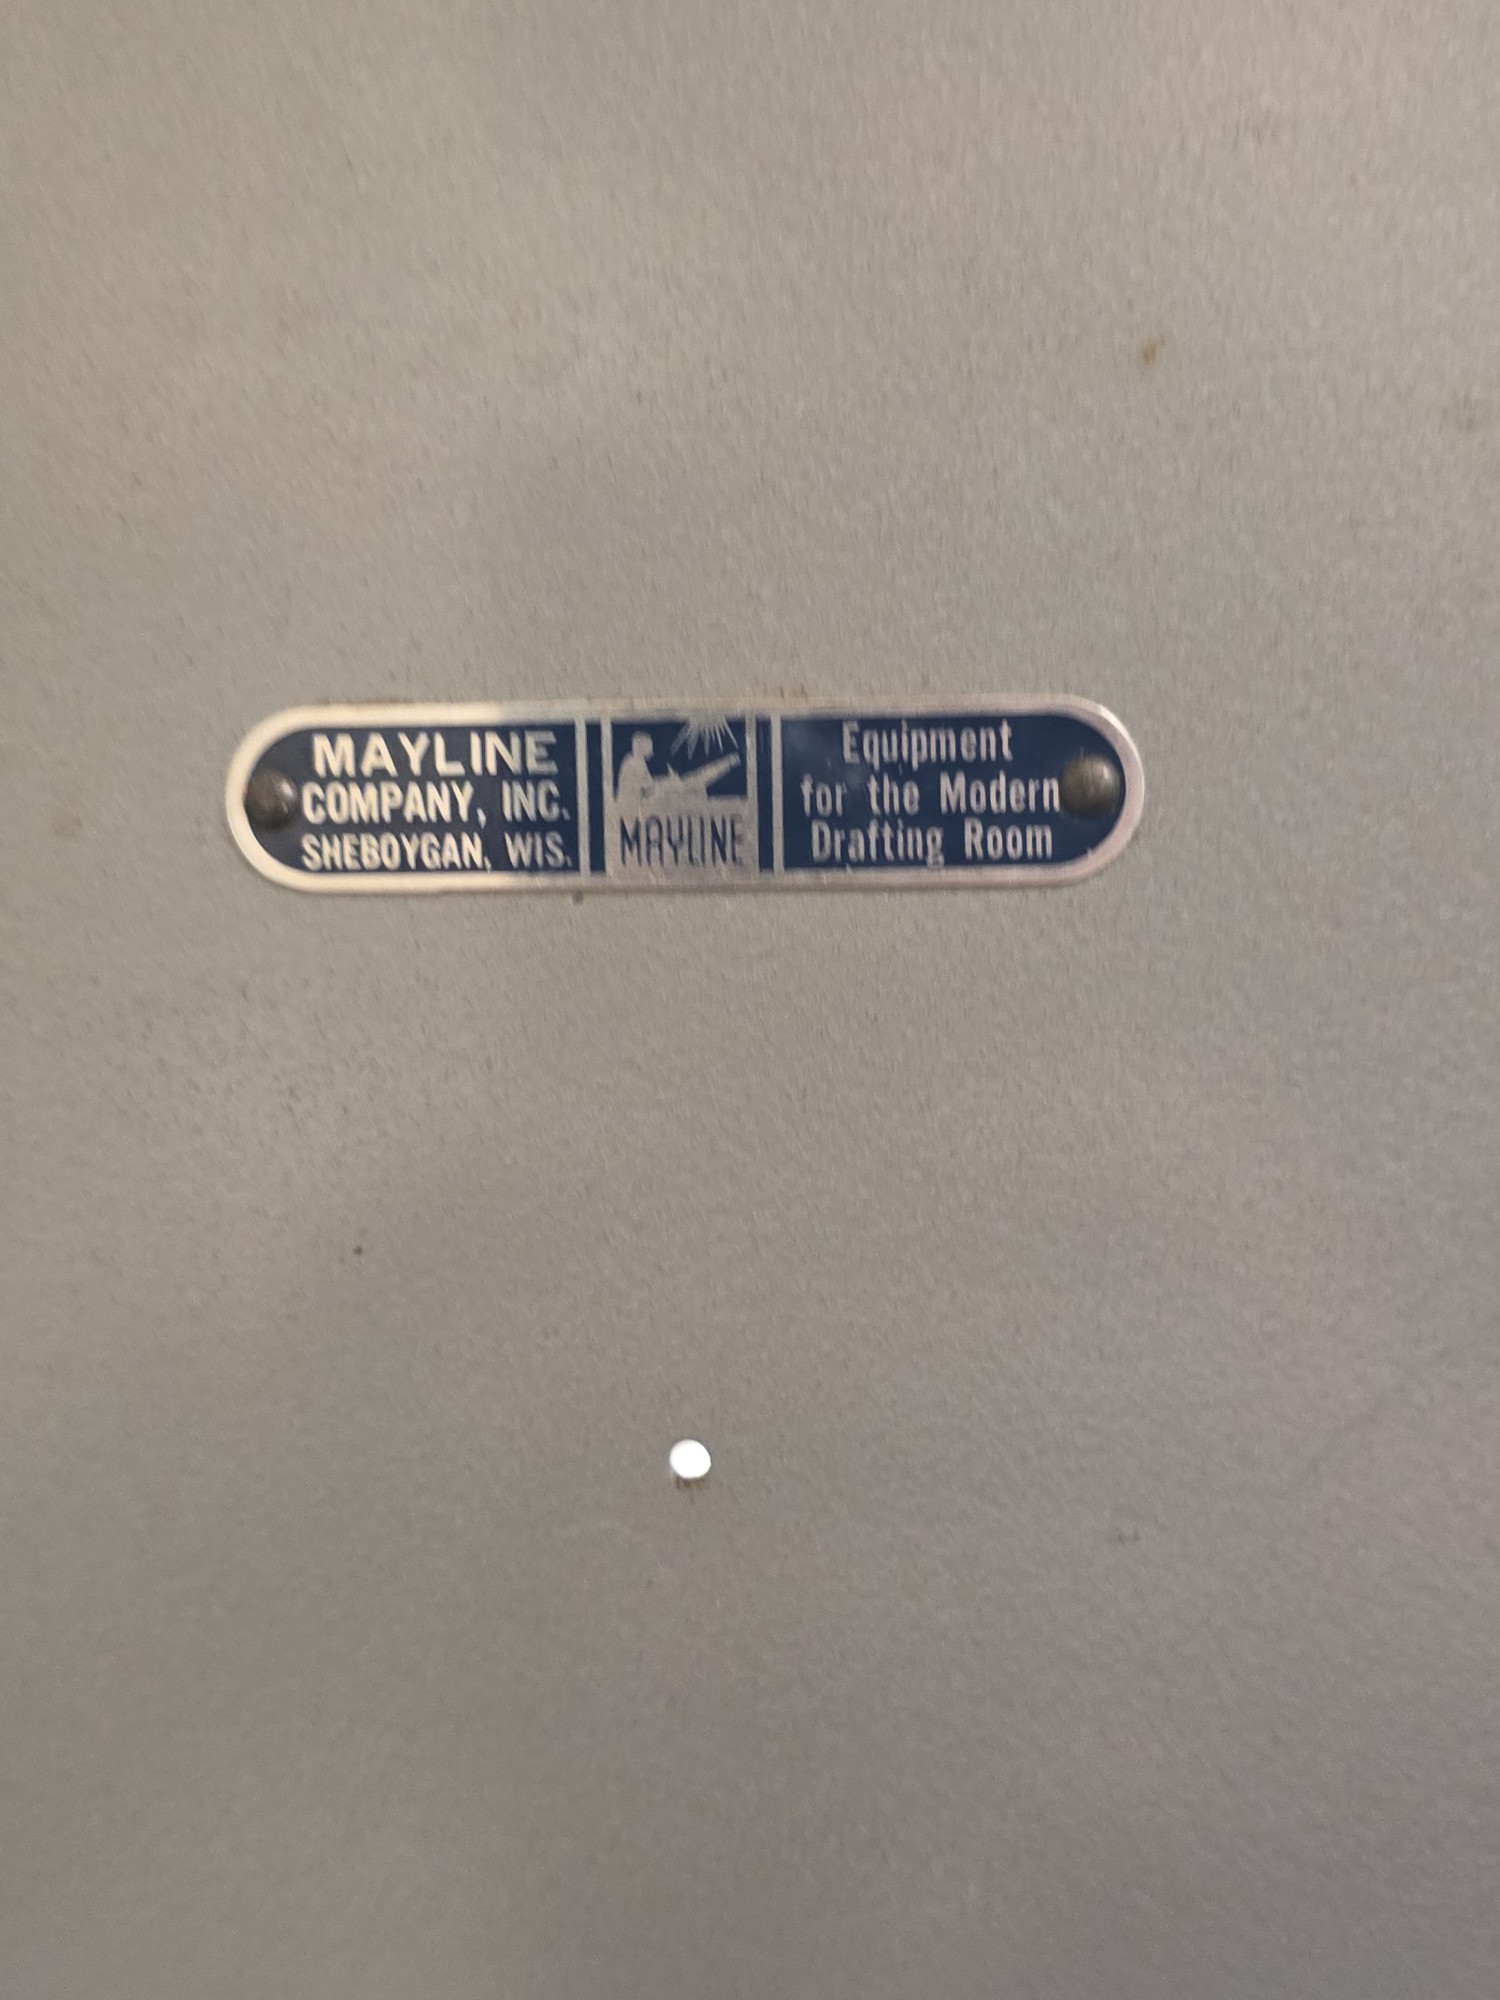 MAYLINE
COMPANY, INC.
SHEBOYGAN, WIS.
MAYLINE
Equipment
for the Modern
Drafting Room